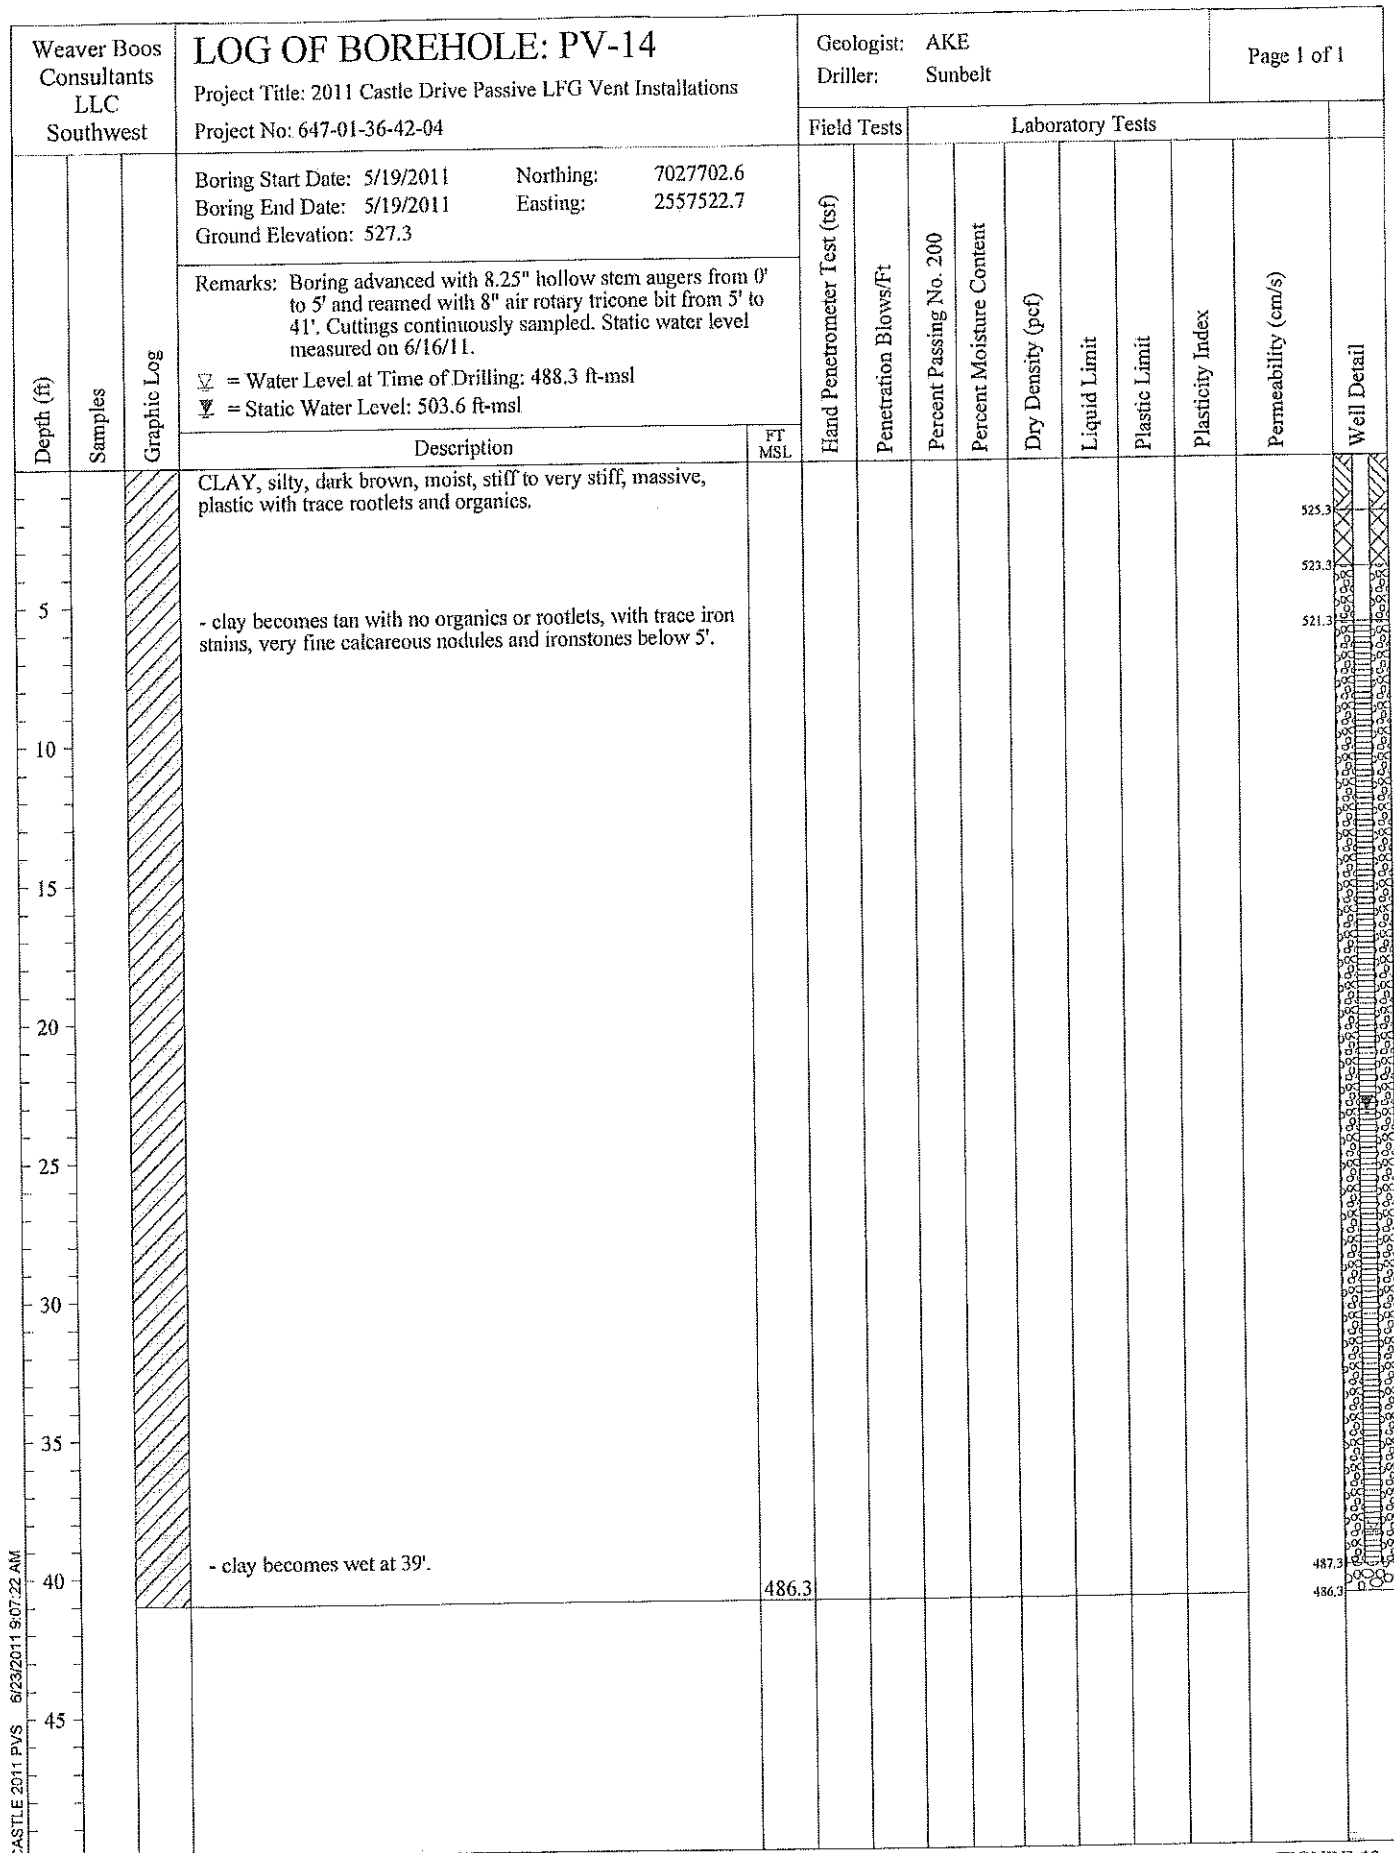 Weaver Boos
Consultants
LLC
Southwest
LOG OF BOREHOLE: PV-14
Project Title: 2011 Castle Drive Passive LFG Vent Installations
Project No: 647-01-36-42-04
Geologist: AKE
Driller: Sunbelt
Page 1 of 1
Field Tests
Laboratory Tests
Boring Start Date: 5/19/2011 Northing: 7027702.6
Boring End Date: 5/19/2011 Easting: 2557522.7
Ground Elevation: 527.3
Remarks: Boring advanced with 8.25" hollow stem augers from 0'
to 5' and reamed with 8" air rotary tricone bit from 5' to
41'. Cuttings continuously sampled. Static water level
measured on 6/16/11.
= Water Level at Time of Drilling: 488.3 ft-msl
= Static Water Level: 503.6 ft-msl
Depth (ft)
Samples
Graphic Log
Description
FT
MSL
Hand Penetrometer Test (tsf)
Penetration Blows/Ft
Percent Passing No. 200
Percent Moisture Content
Dry Density (pcf)
Liquid Limit
Plastic Limit
Plasticity Index
Permeability (cm/s)
Well Detail
CLAY, silty, dark brown, moist, stiff to very stiff, massive,
plastic with trace rootlets and organics.
525.3
523.3
5
- clay becomes tan with no organics or rootlets, with trace iron
stains, very fine calcareous nodules and ironstones below 5'.
521.3
10
15
20
25
30
35
- clay becomes wet at 39'.
487.3
40
486.3
486.3
45
CASTLE 2011 PVS 6/23/2011 9:07:22 AM